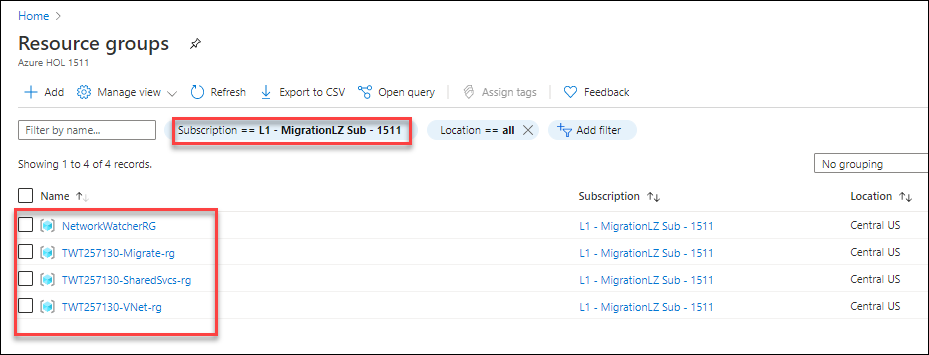 Home >
Resource groups
Azure HOL 1511
Add Manage view Refresh Export to CSV Open query Assign tags Feedback
Filter by name... Subscription == L1 - MigrationLZ Sub - 1511 Location == all Add filter
Showing 1 to 4 of 4 records. No grouping
Name Subscription Location
NetworkWatcherRG L1 - MigrationLZ Sub - 1511 Central US
TWT257130-Migrate-rg L1 - MigrationLZ Sub - 1511 Central US
TWT257130-SharedSvcs-rg L1 - MigrationLZ Sub - 1511 Central US
TWT257130-VNet-rg L1 - MigrationLZ Sub - 1511 Central US